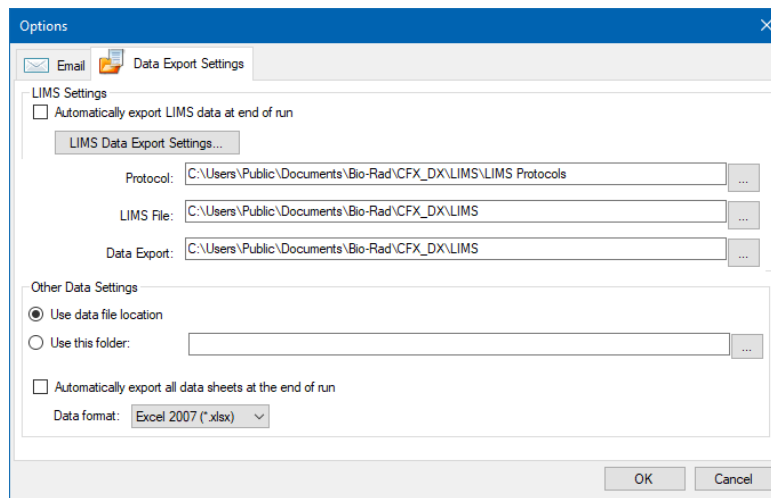 Options
Email
Data Export Settings
LIMS Settings
Automatically export LIMS data at end of run
LIMS Data Export Settings...
Protocol: C:\Users\Public\Documents\Bio-Rad\CFX_DX\LIMS\LIMS Protocols ...
LIMS File: C:\Users\Public\Documents\Bio-Rad\CFX_DX\LIMS ...
Data Export: C:\Users\Public\Documents\Bio-Rad\CFX_DX\LIMS ...
Other Data Settings
Use data file location
Use this folder: ...
Automatically export all data sheets at the end of run
Data format: Excel 2007 (*.xlsx)
OK Cancel